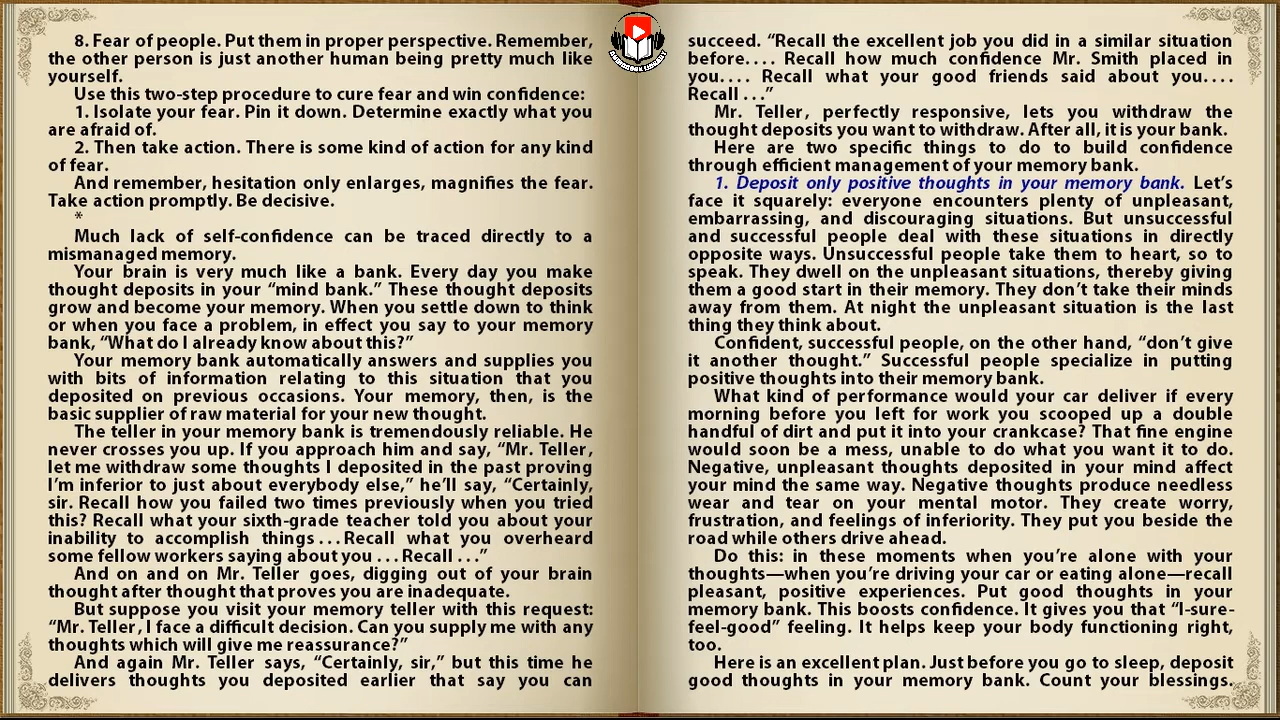 8. Fear of people. Put them in proper perspective. Remember,
the other person is just another human being pretty much like
yourself.
Use this two-step procedure to cure fear and win confidence:
1. Isolate your fear. Pin it down. Determine exactly what you
are afraid of.
2. Then take action. There is some kind of action for any kind
of fear.
And remember, hesitation only enlarges, magnifies the fear.
Take action promptly. Be decisive.
*
Much lack of self-confidence can be traced directly to a
mismanaged memory.
Your brain is very much like a bank. Every day you make
thought deposits in your “mind bank.” These thought deposits
grow and become your memory. When you settle down to think
or when you face a problem, in effect you say to your memory
bank, “What do I already know about this?”
Your memory bank automatically answers and supplies you
with bits of information relating to this situation that you
deposited on previous occasions. Your memory, then, is the
basic supplier of raw material for your new thought.
The teller in your memory bank is tremendously reliable. He
never crosses you up. If you approach him and say, “Mr. Teller,
let me withdraw some thoughts I deposited in the past proving
I’m inferior to just about everybody else,” he’ll say, “Certainly,
sir. Recall how you failed two times previously when you tried
this? Recall what your sixth-grade teacher told you about your
inability to accomplish things . . . Recall what you overheard
some fellow workers saying about you . . . Recall . . .”
And on and on Mr. Teller goes, digging out of your brain
thought after thought that proves you are inadequate.
But suppose you visit your memory teller with this request:
“Mr. Teller, I face a difficult decision. Can you supply me with any
thoughts which will give me reassurance?”
And again Mr. Teller says, “Certainly, sir,” but this time he
delivers thoughts you deposited earlier that say you can
succeed. “Recall the excellent job you did in a similar situation
before. . . . Recall how much confidence Mr. Smith placed in
you. . . . Recall what your good friends said about you. . . .
Recall . . .”
Mr. Teller, perfectly responsive, lets you withdraw the
thought deposits you want to withdraw. After all, it is your bank.
Here are two specific things to do to build confidence
through efficient management of your memory bank.
1. Deposit only positive thoughts in your memory bank. Let’s
face it squarely: everyone encounters plenty of unpleasant,
embarrassing, and discouraging situations. But unsuccessful
and successful people deal with these situations in directly
opposite ways. Unsuccessful people take them to heart, so to
speak. They dwell on the unpleasant situations, thereby giving
them a good start in their memory. They don’t take their minds
away from them. At night the unpleasant situation is the last
thing they think about.
Confident, successful people, on the other hand, “don’t give
it another thought.” Successful people specialize in putting
positive thoughts into their memory bank.
What kind of performance would your car deliver if every
morning before you left for work you scooped up a double
handful of dirt and put it into your crankcase? That fine engine
would soon be a mess, unable to do what you want it to do.
Negative, unpleasant thoughts deposited in your mind affect
your mind the same way. Negative thoughts produce needless
wear and tear on your mental motor. They create worry,
frustration, and feelings of inferiority. They put you beside the
road while others drive ahead.
Do this: in these moments when you’re alone with your
thoughts—when you’re driving your car or eating alone—recall
pleasant, positive experiences. Put good thoughts in your
memory bank. This boosts confidence. It gives you that “I-sure-
feel-good” feeling. It helps keep your body functioning right,
too.
Here is an excellent plan. Just before you go to sleep, deposit
good thoughts in your memory bank. Count your blessings.